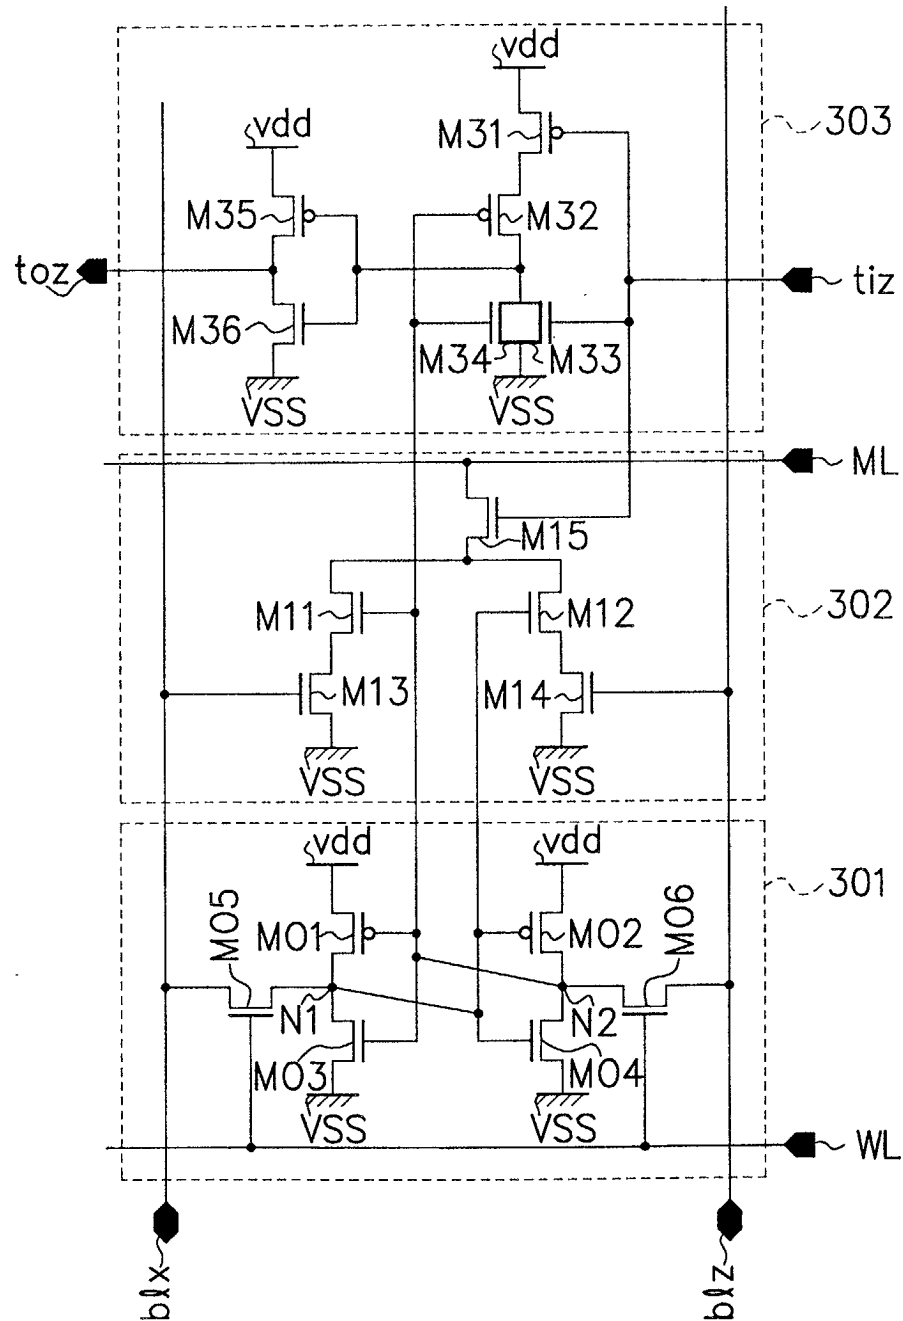 vdd
303
M31
vdd
M35
M32
toz
tiz
M36
M34
M33
VSS
VSS
ML
M15
M11
M12
302
M13
M14
VSS
VSS
vdd
vdd
301
M05
M01
M02
M06
N1
N2
M03
M04
VSS
VSS
WL
blx
blz